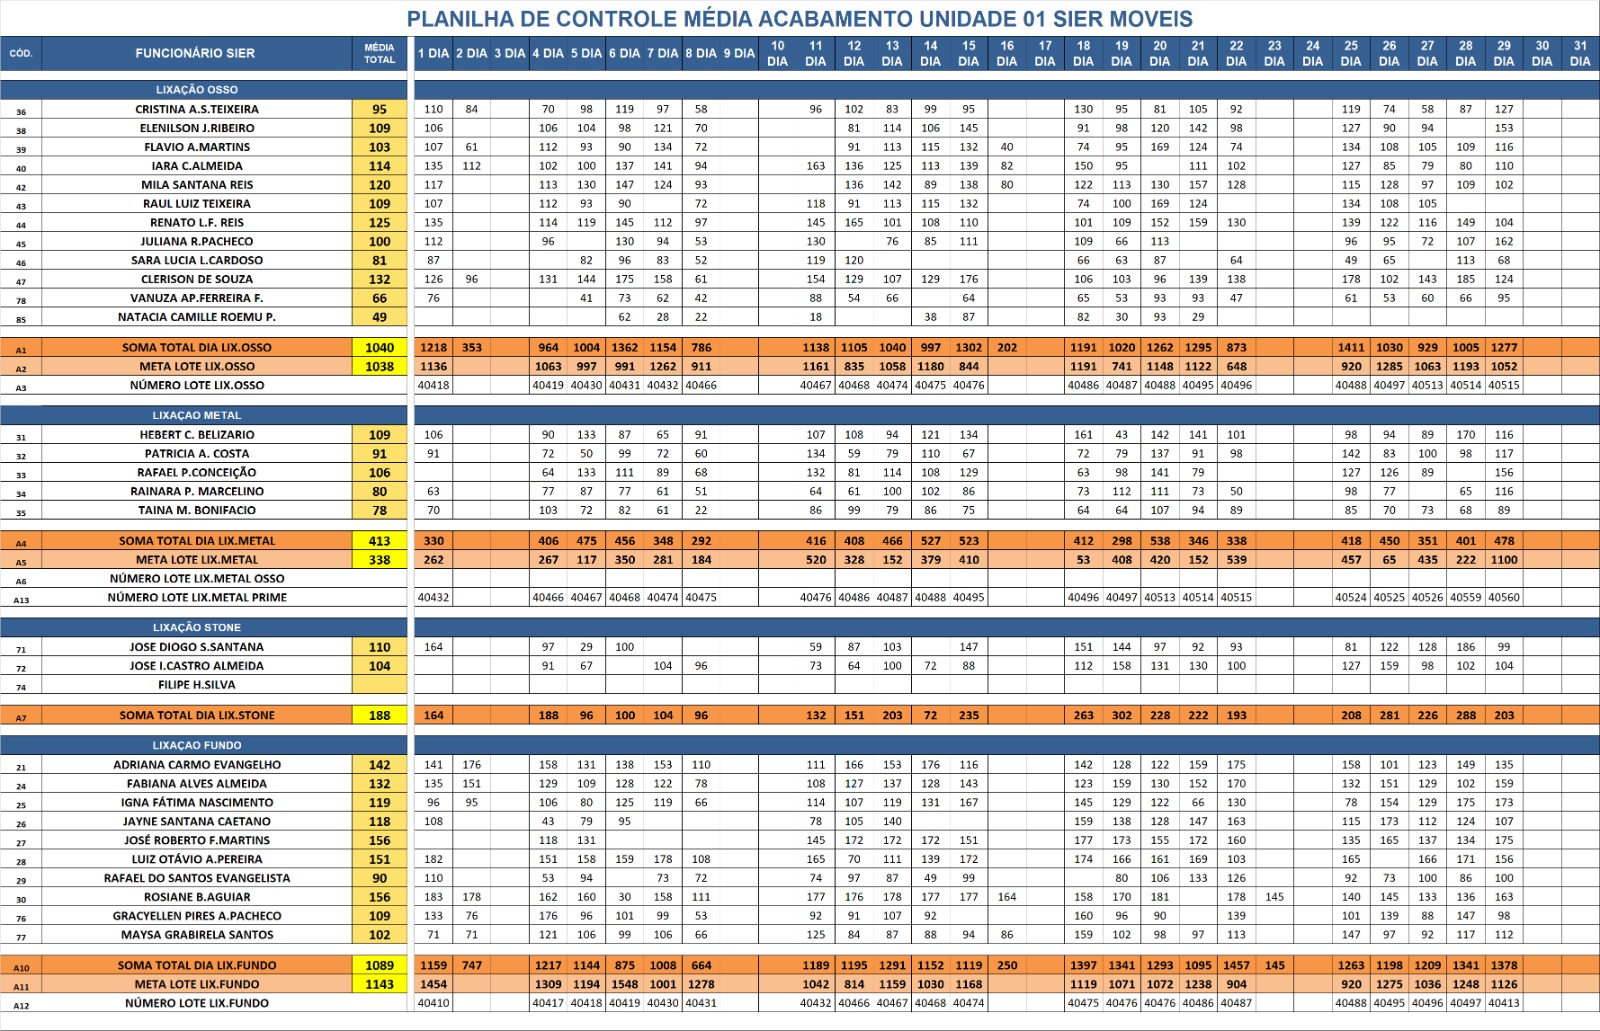 PLANILHA DE CONTROLE MÉDIA ACABAMENTO UNIDADE 01 SIER MOVEIS
CÓD. FUNCIONÁRIO SIER MÉDIA TOTAL 1 DIA 2 DIA 3 DIA 4 DIA 5 DIA 6 DIA 7 DIA 8 DIA 9 DIA 10 DIA 11 DIA 12 DIA 13 DIA 14 DIA 15 DIA 16 DIA 17 DIA 18 DIA 19 DIA 20 DIA 21 DIA 22 DIA 23 DIA 24 DIA 25 DIA 26 DIA 27 DIA 28 DIA 29 DIA 30 DIA 31 DIA
LIXAÇÃO OSSO
36 CRISTINA A.S.TEIXEIRA 95 110 84 70 98 119 97 58 96 102 83 99 95 130 95 81 105 92 119 74 58 87 127
38 ELENILSON J.RIBEIRO 109 106 106 104 98 121 70 81 114 106 145 91 98 120 142 98 127 90 94 153
39 FLAVIO A.MARTINS 103 107 61 112 93 90 134 72 91 113 115 132 40 74 95 169 124 74 134 108 105 109 116
40 IARA C.ALMEIDA 114 135 112 102 100 137 141 94 163 136 125 113 139 82 150 95 111 102 127 85 79 80 110
42 MILA SANTANA REIS 120 117 113 130 147 124 93 136 142 89 138 80 122 113 130 157 128 115 128 97 109 102
43 RAUL LUIZ TEIXEIRA 109 107 112 93 90 72 118 91 113 115 132 74 100 169 124 134 108 105
44 RENATO L.F. REIS 125 135 114 119 145 112 97 145 165 101 108 110 101 109 152 159 130 139 122 116 149 104
45 JULIANA R.PACHECO 100 112 96 130 94 53 130 76 85 111 109 66 113 96 95 72 107 162
46 SARA LUCIA L.CARDOSO 81 87 82 96 83 52 119 120 66 63 87 64 49 65 113 68
47 CLERISON DE SOUZA 132 126 96 131 144 175 158 61 154 129 107 129 176 106 103 96 139 138 178 102 143 185 124
78 VANUZA AP.FERREIRA F. 66 76 41 73 62 42 88 54 66 64 65 53 93 93 47 61 53 60 66 95
85 NATACIA CAMILLE ROEMU P. 49 62 28 22 18 38 87 82 30 93 29
A1 SOMA TOTAL DIA LIX.OSSO 1040 1218 353 964 1004 1362 1154 786 1138 1105 1040 997 1302 202 1191 1020 1262 1295 873 1411 1030 929 1005 1277
A2 META LOTE LIX.OSSO 1038 1136 1063 997 991 1262 911 1161 835 1058 1180 844 1191 741 1148 1122 648 920 1285 1063 1193 1052
A3 NÚMERO LOTE LIX.OSSO 40418 40419 40430 40431 40432 40466 40467 40468 40474 40475 40476 40486 40487 40488 40495 40496 40488 40497 40513 40514 40515
LIXAÇAO METAL
31 HEBERT C. BELIZARIO 109 106 90 133 87 65 91 107 108 94 121 134 161 43 142 141 101 98 94 89 170 116
32 PATRICIA A. COSTA 91 91 72 50 99 72 60 134 59 79 110 67 72 79 137 91 98 142 83 100 98 117
33 RAFAEL P.CONCEIÇÃO 106 64 133 111 89 68 132 81 114 108 129 63 98 141 79 127 126 89 156
34 RAINARA P. MARCELINO 80 63 77 87 77 61 51 64 61 100 102 86 73 112 111 73 50 98 77 65 116
35 TAINA M. BONIFACIO 78 70 103 72 82 61 22 86 99 79 86 75 64 64 107 94 89 85 70 73 68 89
A4 SOMA TOTAL DIA LIX.METAL 413 330 406 475 456 348 292 416 408 466 527 523 412 298 538 346 338 418 450 351 401 478
A5 META LOTE LIX.METAL 338 262 267 117 350 281 184 520 328 152 379 410 53 408 420 152 539 457 65 435 222 1100
A6 NÚMERO LOTE LIX.METAL OSSO
A13 NÚMERO LOTE LIX.METAL PRIME 40432 40466 40467 40468 40474 40475 40476 40486 40487 40488 40495 40496 40497 40513 40514 40515 40524 40525 40526 40559 40560
LIXAÇÃO STONE
71 JOSE DIOGO S.SANTANA 110 164 97 29 100 59 87 103 147 151 144 97 92 93 81 122 128 186 99
72 JOSE I.CASTRO ALMEIDA 104 91 67 104 96 73 64 100 72 88 112 158 131 130 100 127 159 98 102 104
74 FILIPE H.SILVA
A7 SOMA TOTAL DIA LIX.STONE 188 164 188 96 100 104 96 132 151 203 72 235 263 302 228 222 193 208 281 226 288 203
LIXAÇAO FUNDO
21 ADRIANA CARMO EVANGELHO 142 141 176 158 131 138 153 110 111 166 153 176 116 142 128 122 159 175 158 101 123 149 135
24 FABIANA ALVES ALMEIDA 132 135 151 129 109 128 122 78 108 127 137 128 143 123 159 130 152 170 132 151 129 102 159
25 IGNA FÁTIMA NASCIMENTO 119 96 95 106 80 125 119 66 114 107 119 131 167 145 129 122 66 130 78 154 129 175 173
26 JAYNE SANTANA CAETANO 118 108 43 79 95 78 105 140 159 138 128 147 163 115 173 112 124 107
27 JOSÉ ROBERTO F.MARTINS 156 118 131 145 172 172 172 151 177 173 155 172 160 135 165 137 134 175
28 LUIZ OTÁVIO A.PEREIRA 151 182 151 158 159 178 108 165 70 111 139 172 174 166 161 169 103 165 166 171 156
29 RAFAEL DO SANTOS EVANGELISTA 90 110 53 94 73 72 74 97 87 49 99 80 106 133 126 92 73 100 86 100
30 ROSIANE B.AGUIAR 156 183 178 162 160 30 158 111 177 176 178 177 177 164 158 170 181 178 145 140 145 133 136 163
76 GRACYELLEN PIRES A.PACHECO 109 133 76 176 96 101 99 53 92 91 107 92 160 96 90 139 101 139 88 147 98
77 MAYSA GRABIRELA SANTOS 102 71 71 121 106 99 106 66 125 84 87 88 94 86 159 102 98 97 113 147 97 92 117 112
A10 SOMA TOTAL DIA LIX.FUNDO 1089 1159 747 1217 1144 875 1008 664 1189 1195 1291 1152 1119 250 1397 1341 1293 1095 1457 145 1263 1198 1209 1341 1378
A11 META LOTE LIX.FUNDO 1143 1454 1309 1194 1548 1001 1278 1042 814 1159 1030 1168 1119 1071 1072 1238 904 920 1275 1036 1248 1126
A12 NÚMERO LOTE LIX.FUNDO 40410 40417 40418 40419 40430 40431 40432 40466 40467 40468 40474 40475 40476 40476 40486 40487 40488 40495 40496 40497 40413